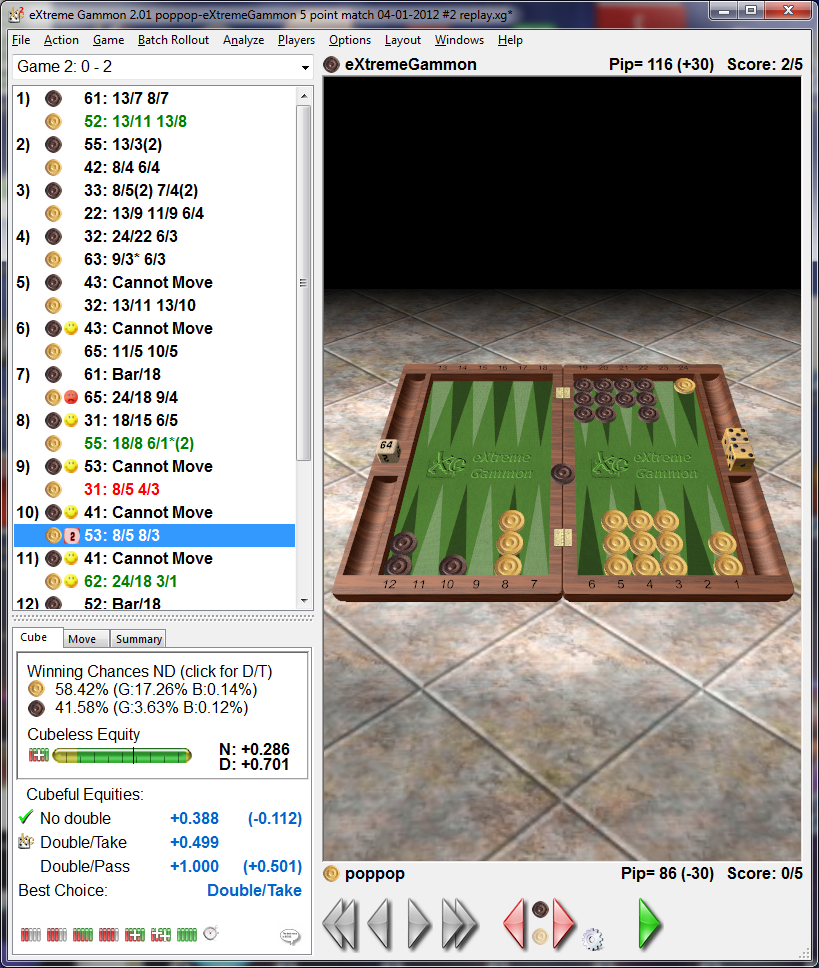 eXtreme Gammon 2.01 poppop-eXtremeGammon 5 point match 04-01-2012 #2 replay.xg*
File Action Game Batch Rollout Analyze Players Options Layout Windows Help
Game 2: 0 - 2
eXtremeGammon Pip= 116 (+30) Score: 2/5
1) 61: 13/7 8/7
52: 13/11 13/8
2) 55: 13/3(2)
42: 8/4 6/4
3) 33: 8/5(2) 7/4(2)
22: 13/9 11/9 6/4
4) 32: 24/22 6/3
63: 9/3* 6/3
5) 43: Cannot Move
32: 13/11 13/10
6) 43: Cannot Move
65: 11/5 10/5
7) 61: Bar/18
65: 24/18 9/4
8) 31: 18/15 6/5
55: 18/8 6/1*(2)
9) 53: Cannot Move
31: 8/5 4/3
10) 41: Cannot Move
2 53: 8/5 8/3
11) 41: Cannot Move
62: 24/18 3/1
12) 52: Bar/18
13 14 15 16 17 18 19 20 21 22 23 24
64
eXtreme Gammon eXtreme Gammon
12 11 10 9 8 7 6 5 4 3 2 1
Cube Move Summary
Winning Chances ND (click for D/T)
58.42% (G:17.26% B:0.14%)
41.58% (G:3.63% B:0.12%)
Cubeless Equity
N: +0.286
D: +0.701
Cubeful Equities:
No double +0.388 (-0.112)
Double/Take +0.499
Double/Pass +1.000 (+0.501)
Best Choice: Double/Take
poppop Pip= 86 (-30) Score: 0/5